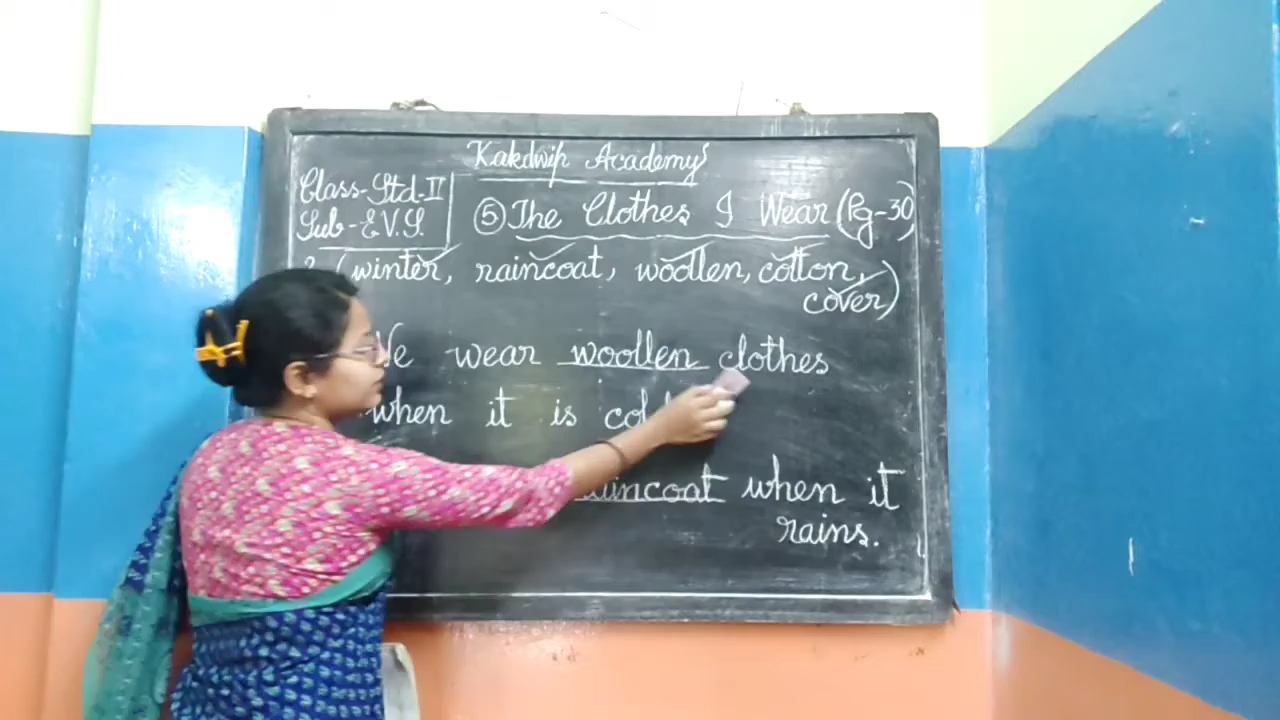 Kakdwip Academy
Class-Std-II
Sub-E.V.S.
⑤ The Clothes I Wear (Pg-30)
(winter, raincoat, woollen, cotton,
cover)
We wear woollen clothes
when it is
raincoat when it
rains.